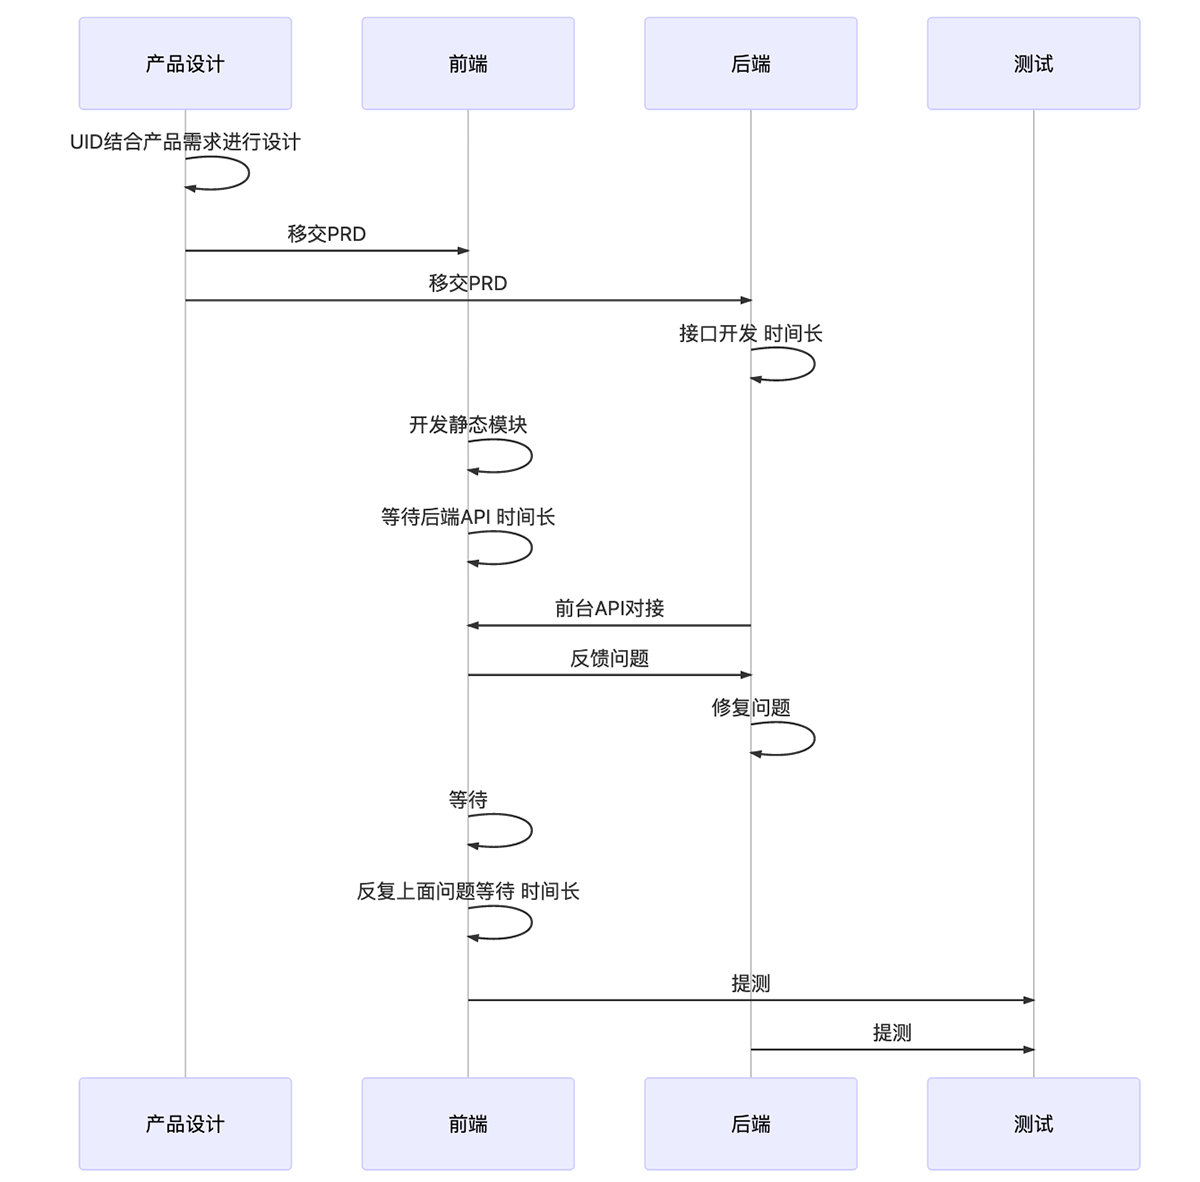 产品设计
前端
后端
测试
UID结合产品需求进行设计
移交PRD
移交PRD
接口开发 时间长
开发静态模块
等待后端API 时间长
前台API对接
反馈问题
修复问题
等待
反复上面问题等待 时间长
提测
提测
产品设计
前端
后端
测试